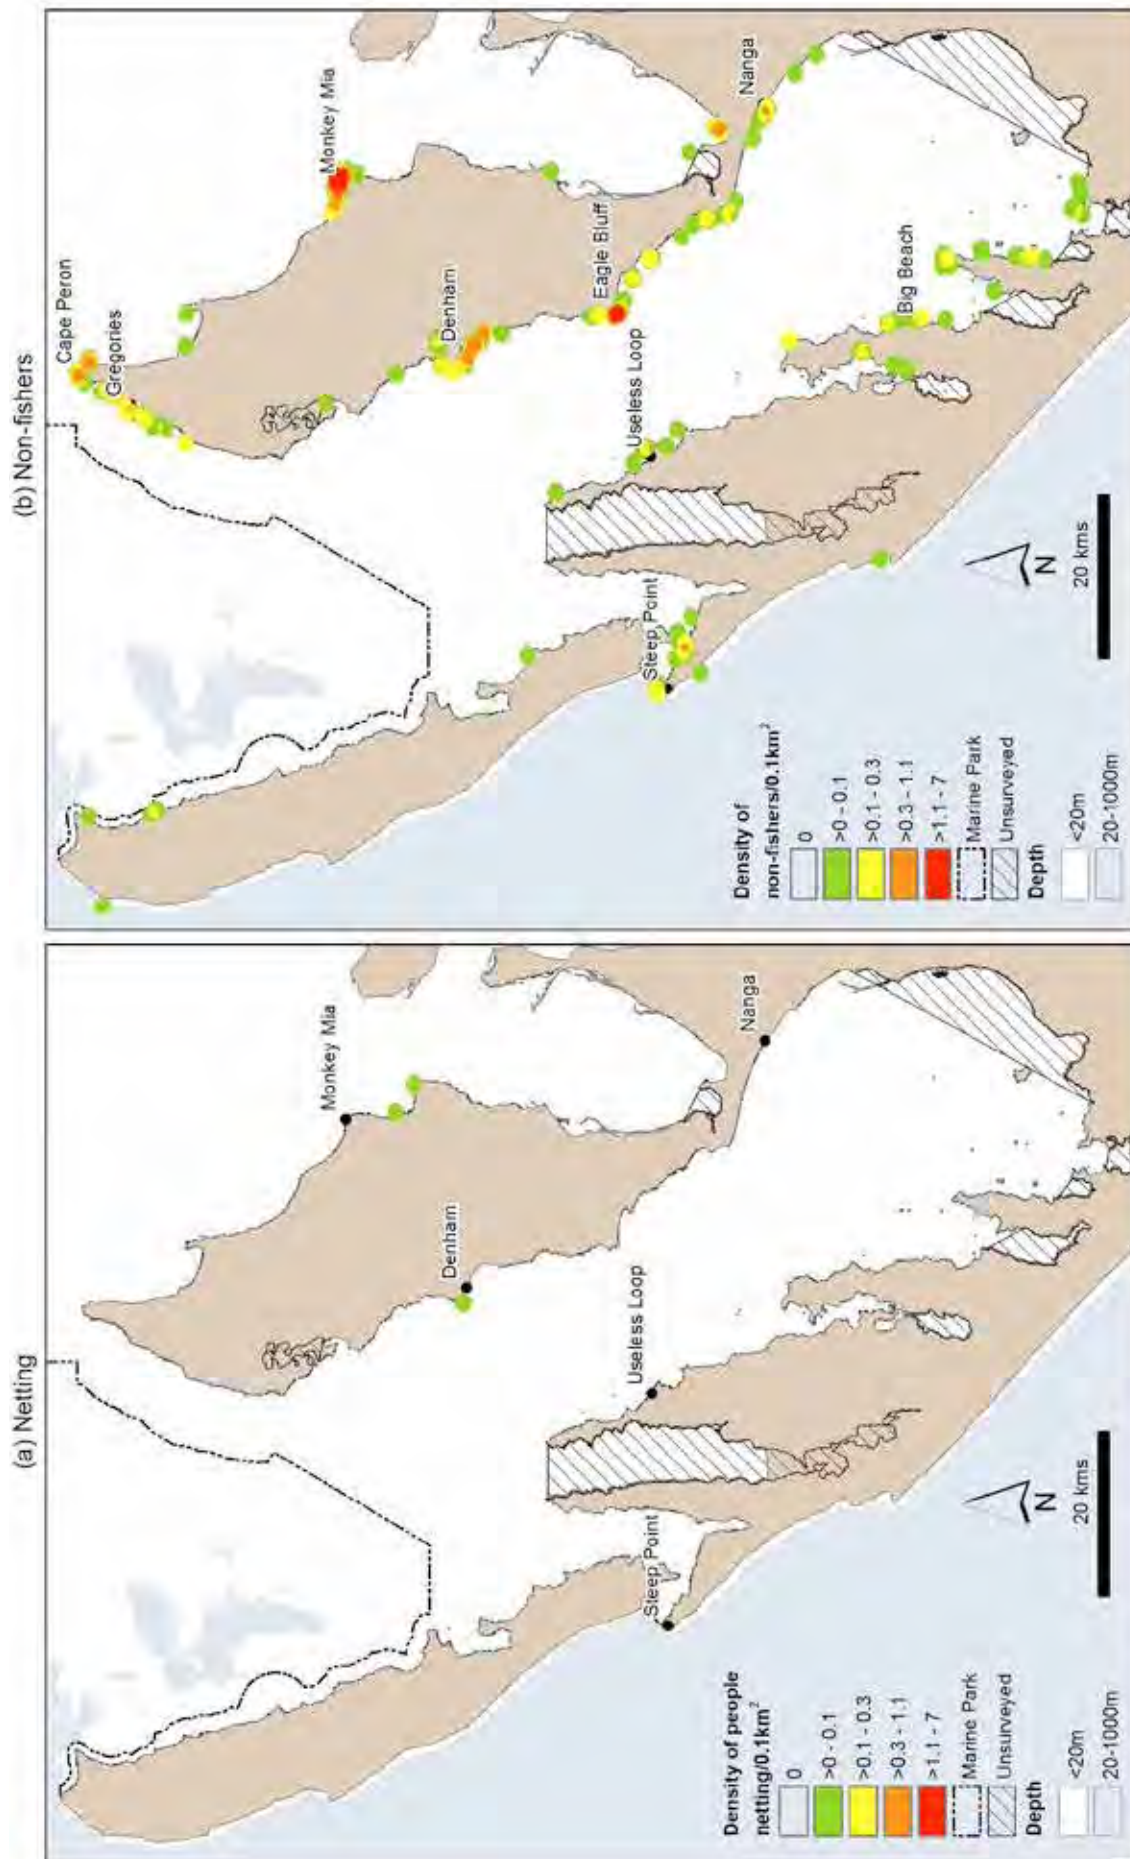 (a) Netting
Monkey Mia
Denham
Useless Loop
Steep Point
Nanga
Density of people
netting/0.1km²
0
>0 - 0.1
>0.1 - 0.3
>0.3 - 1.1
>1.1 - 7
Marine Park
Unsurveyed
Depth
<20m
20-1000m
N
20 kms
(b) Non-fishers
Cape Peron
Gregories
Monkey Mia
Denham
Eagle Bluff
Useless Loop
Steep Point
Nanga
Big Beach
Density of
non-fishers/0.1km²
0
>0 - 0.1
>0.1 - 0.3
>0.3 - 1.1
>1.1 - 7
Marine Park
Unsurveyed
Depth
<20m
20-1000m
N
20 kms